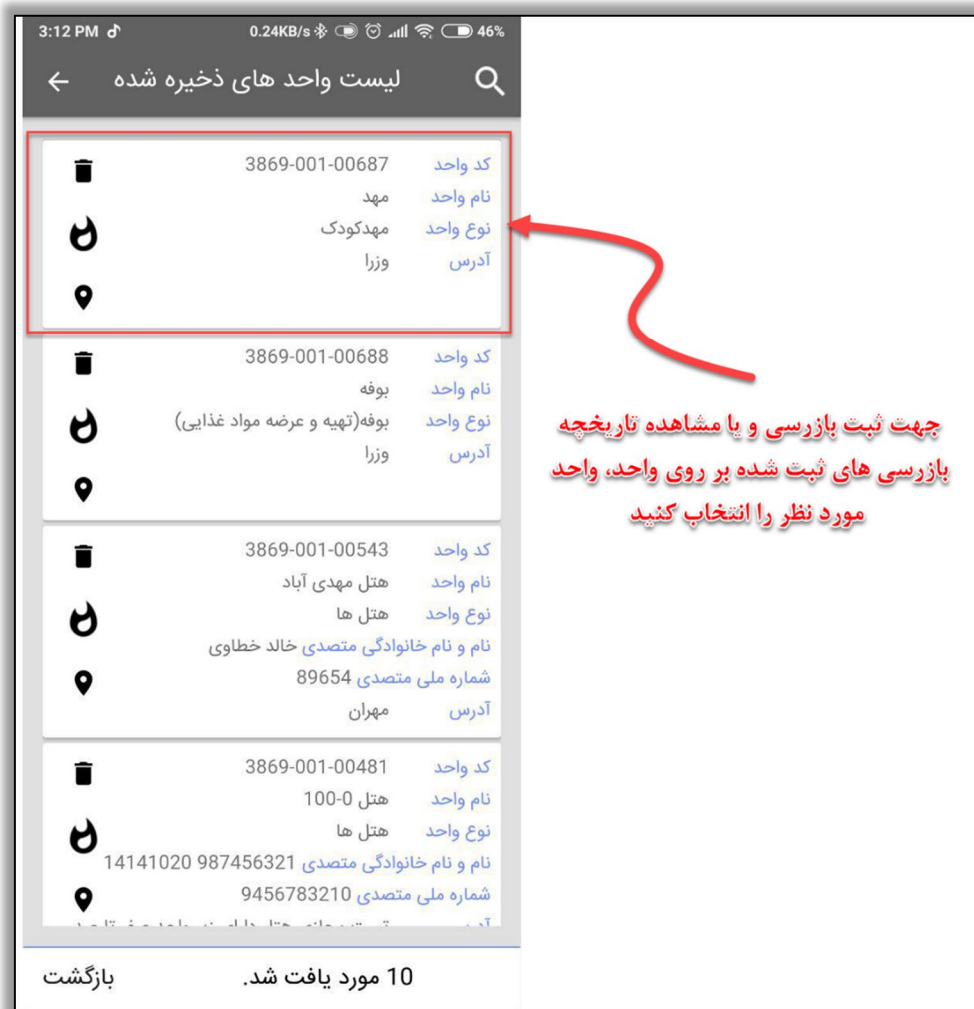 3:12 PM 0.24KB/s 46%
لیست واحد های ذخیره شده
کد واحد 3869-001-00687
نام واحد مهد
نوع واحد مهدکودک
آدرس وزرا
کد واحد 3869-001-00688
نام واحد بوفه
نوع واحد بوفه(تهیه و عرضه مواد غذایی)
آدرس وزرا
کد واحد 3869-001-00543
نام واحد هتل مهدی آباد
نوع واحد هتل ها
نام و نام خانوادگی متصدی خالد خطاوی
شماره ملی متصدی 89654
آدرس مهران
کد واحد 3869-001-00481
نام واحد هتل 0-100
نوع واحد هتل ها
نام و نام خانوادگی متصدی 987456321 14141020
شماره ملی متصدی 9456783210
آدرس
10 مورد یافت شد.
بازگشت
جهت ثبت بازرسی و یا مشاهده تاریخچه
بازرسی های ثبت شده بر روی واحد، واحد
مورد نظر را انتخاب کنید